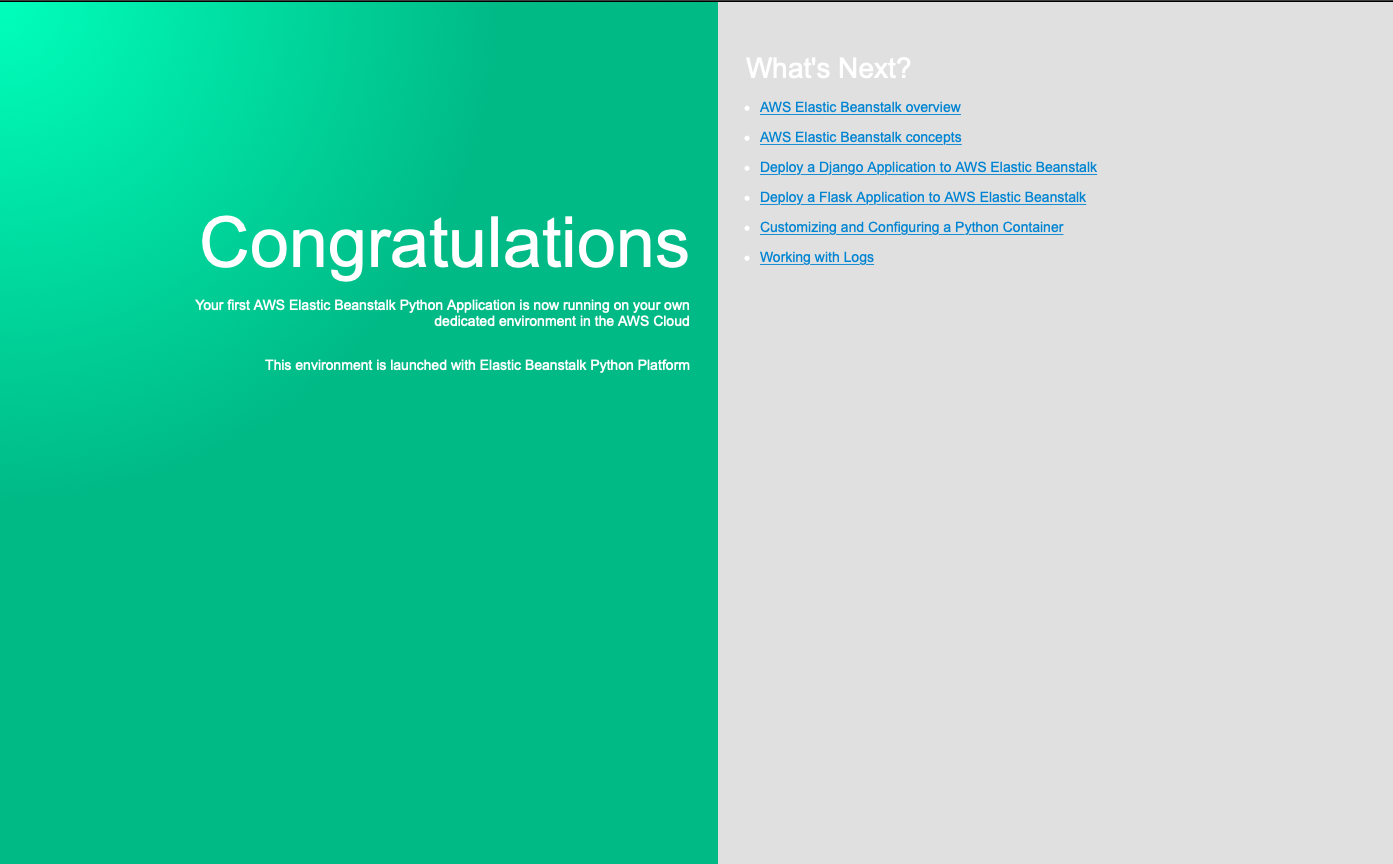 Congratulations
Your first AWS Elastic Beanstalk Python Application is now running on your own
dedicated environment in the AWS Cloud
This environment is launched with Elastic Beanstalk Python Platform
What's Next?
AWS Elastic Beanstalk overview
AWS Elastic Beanstalk concepts
Deploy a Django Application to AWS Elastic Beanstalk
Deploy a Flask Application to AWS Elastic Beanstalk
Customizing and Configuring a Python Container
Working with Logs